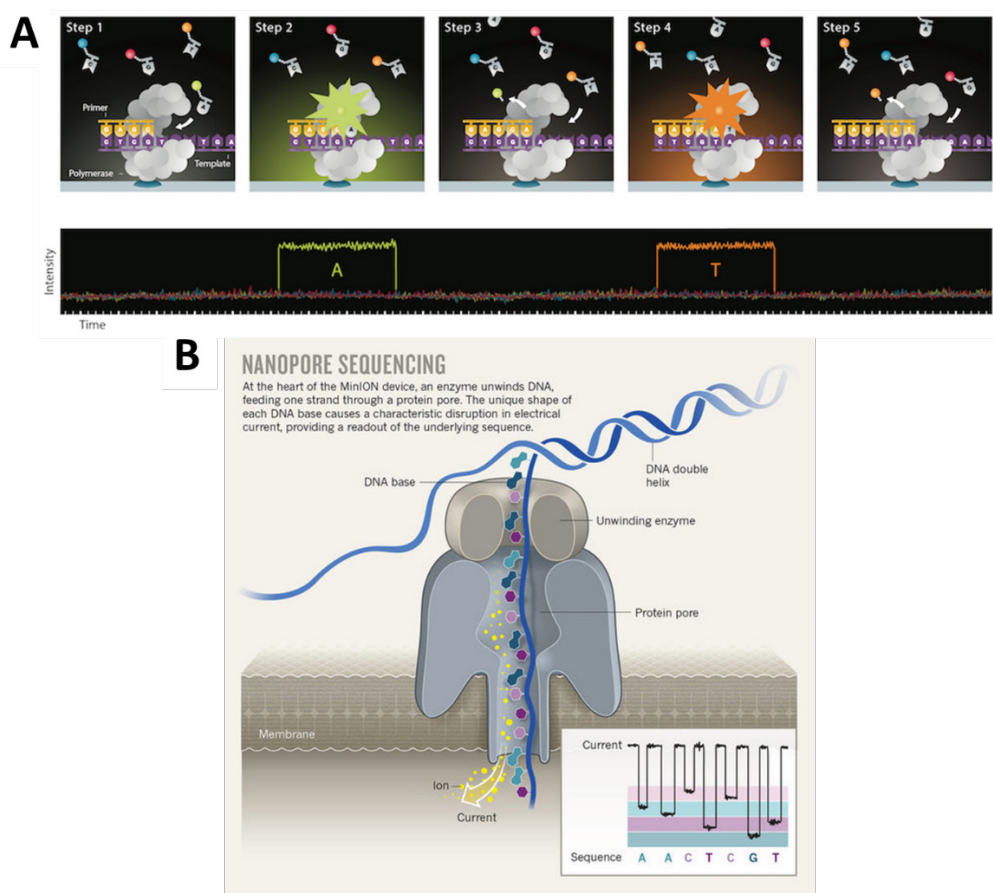 A
Step 1
Step 2
Step 3
Step 4
Step 5
Primer
Template
Polymerase
Intensity
A
T
Time
B
NANOPORE SEQUENCING
At the heart of the MinION device, an enzyme unwinds DNA,
feeding one strand through a protein pore. The unique shape of
each DNA base causes a characteristic disruption in electrical
current, providing a readout of the underlying sequence.
DNA base
DNA double
helix
Unwinding enzyme
Protein pore
Membrane
Ion
Current
Current
Sequence A A C T C G T